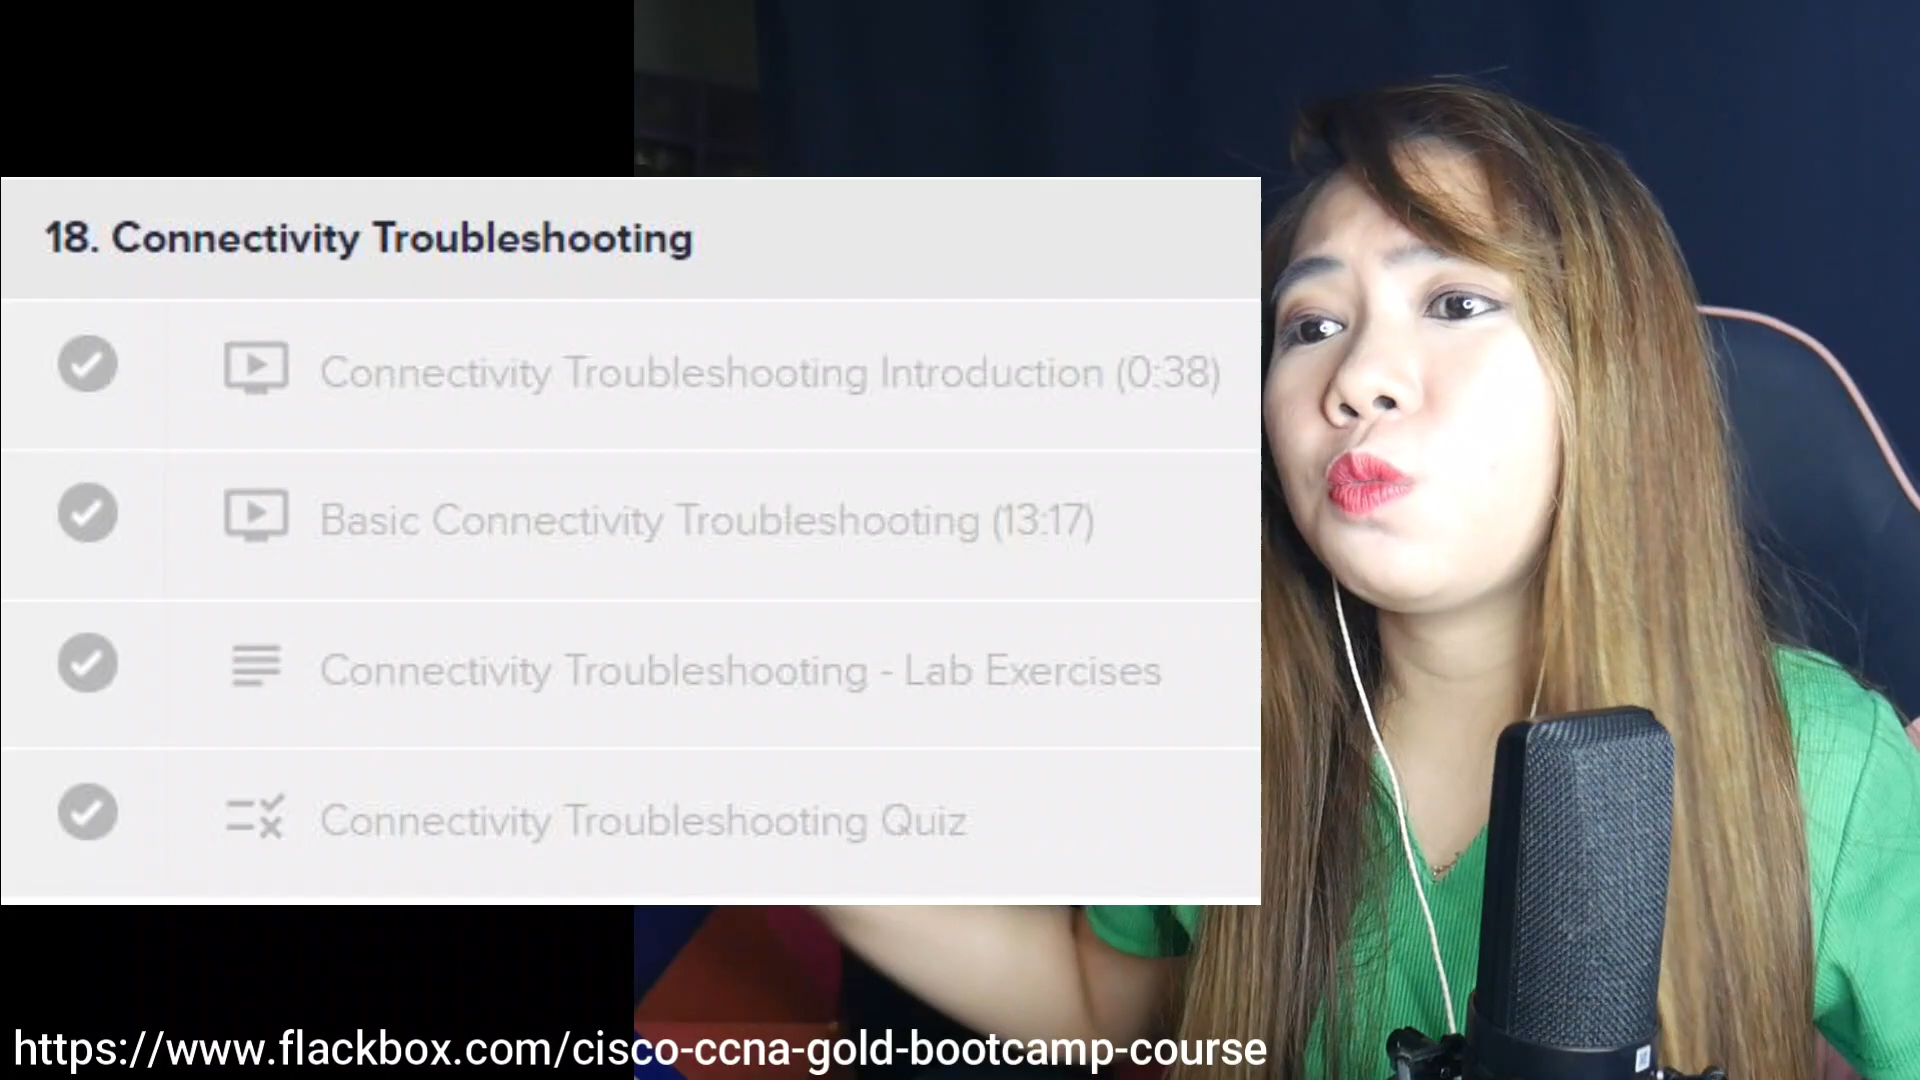 18. Connectivity Troubleshooting
Connectivity Troubleshooting Introduction (0:38)
Basic Connectivity Troubleshooting (13:17)
Connectivity Troubleshooting - Lab Exercises
Connectivity Troubleshooting Quiz
https://www.flackbox.com/cisco-ccna-gold-bootcamp-course